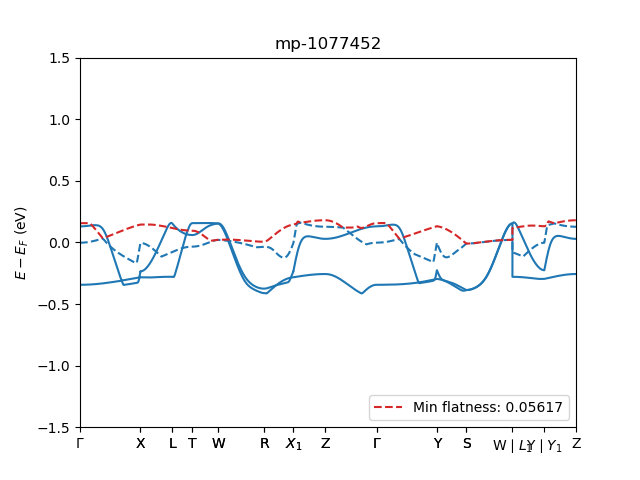 mp-1077452
1.5
1.0
0.5
0.0
−0.5
−1.0
−1.5
E − E_F (eV)
Min flatness: 0.05617
Γ X L T W R X₁ Z Γ Y S W | L₁ Y | Y₁ Z